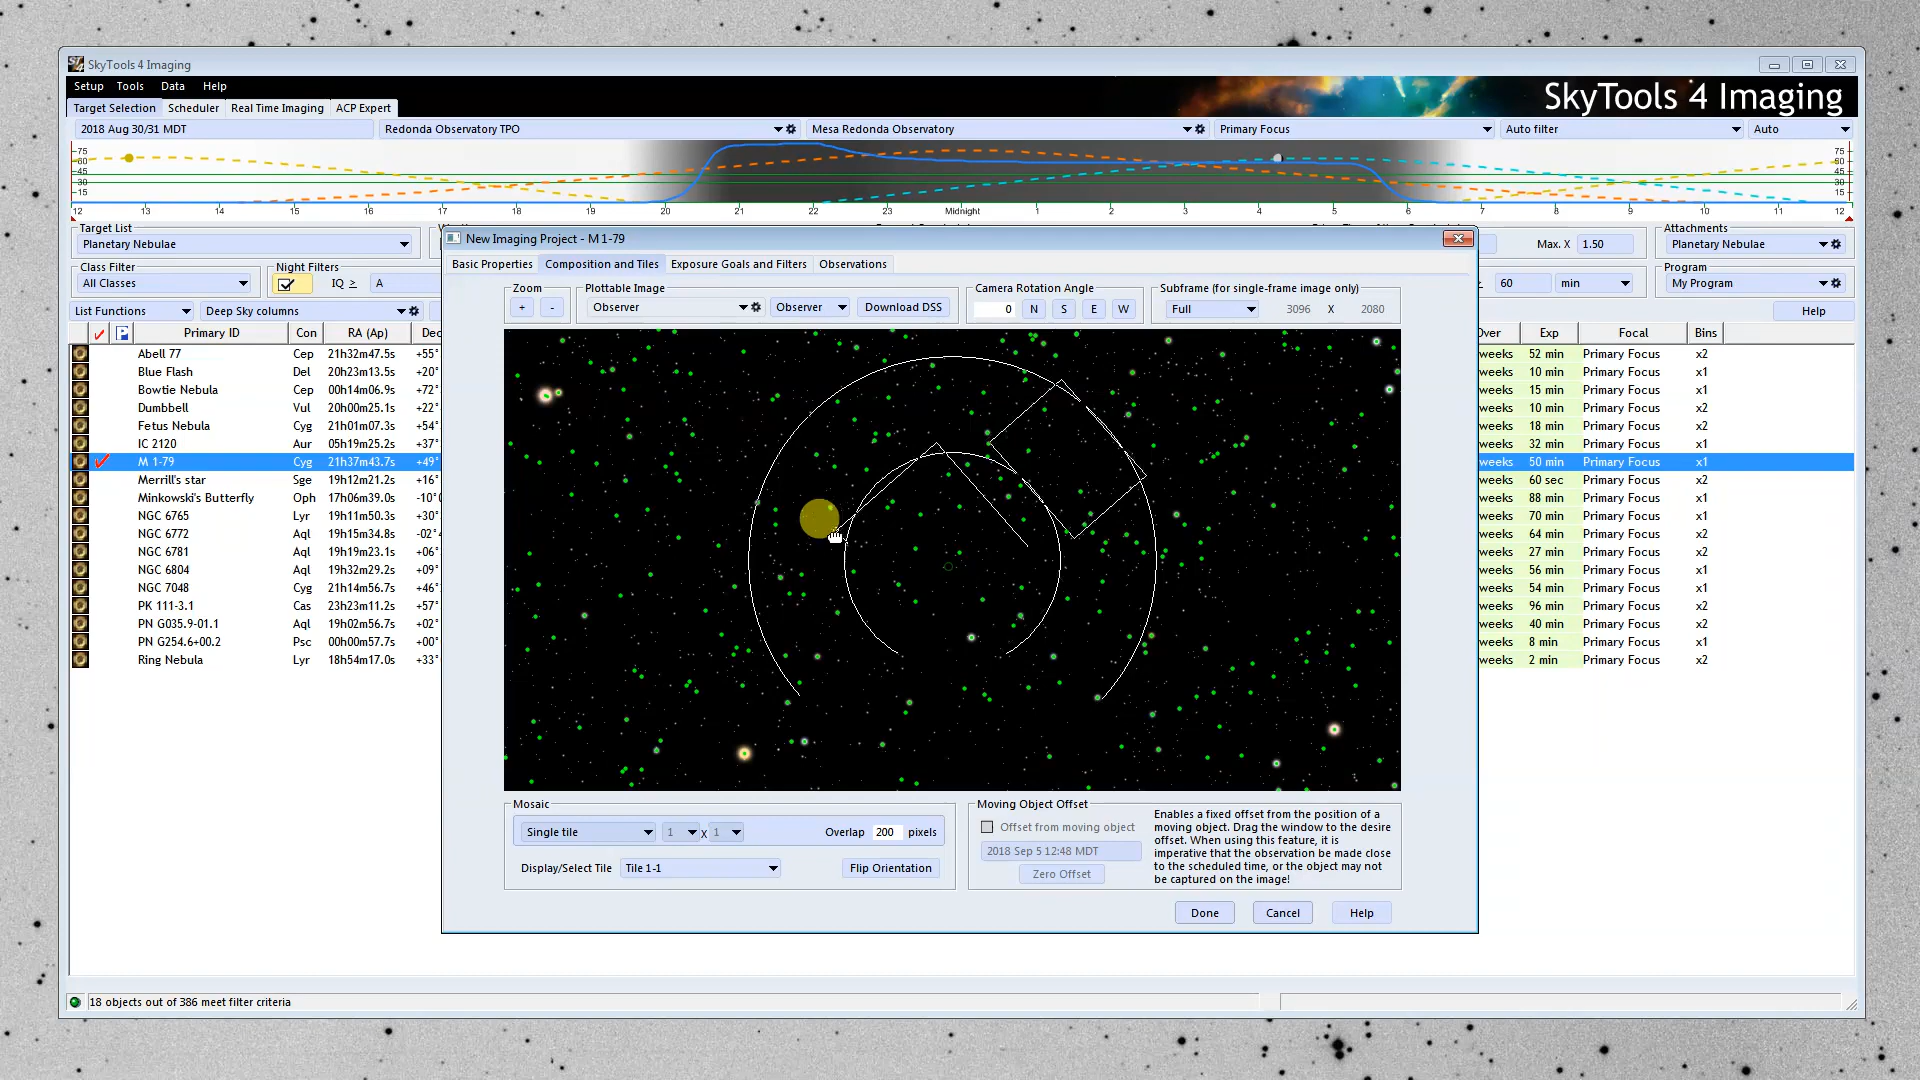 SkyTools 4 Imaging
Setup Tools Data Help
SkyTools 4 Imaging
Target Selection Scheduler Real Time Imaging ACP Expert
2018 Aug 30/31 MDT Redonda Observatory TPO Mesa Redonda Observatory Primary Focus Auto filter Auto
75 75
60 60
45 45
30 30
15 15
12 13 14 15 16 17 18 19 20 21 22 23 Midnight 1 2 3 4 5 6 7 8 9 10 11 12
Target List
Planetary Nebulae
Class Filter
All Classes
Night Filters
IQ > A
Max. X 1.50
Attachments
Planetary Nebulae
60 min
Program
My Program
List Functions Deep Sky columns
Help
Primary ID Con RA (Ap) Dec
Over Exp Focal Bins
Abell 77 Cep 21h32m47.5s +55° weeks 52 min Primary Focus x2
Blue Flash Del 20h23m13.5s +20° weeks 10 min Primary Focus x1
Bowtie Nebula Cep 00h14m06.9s +72° weeks 15 min Primary Focus x1
Dumbbell Vul 20h00m25.1s +22° weeks 10 min Primary Focus x2
Fetus Nebula Cyg 21h01m07.3s +54° weeks 18 min Primary Focus x2
IC 2120 Aur 05h19m25.2s +37° weeks 32 min Primary Focus x1
M 1-79 Cyg 21h37m43.7s +49° weeks 50 min Primary Focus x1
Merrill's star Sge 19h12m21.2s +16° weeks 60 sec Primary Focus x2
Minkowski's Butterfly Oph 17h06m39.0s -10° weeks 88 min Primary Focus x1
NGC 6765 Lyr 19h11m50.3s +30° weeks 70 min Primary Focus x1
NGC 6772 Aql 19h15m34.8s -02° weeks 64 min Primary Focus x2
NGC 6781 Aql 19h19m23.1s +06° weeks 27 min Primary Focus x2
NGC 6804 Aql 19h32m29.2s +09° weeks 56 min Primary Focus x1
NGC 7048 Cyg 21h14m56.7s +46° weeks 54 min Primary Focus x1
PK 111-3.1 Cas 23h23m11.2s +57° weeks 96 min Primary Focus x2
PN G035.9-01.1 Aql 19h02m56.7s +02° weeks 40 min Primary Focus x2
PN G254.6+00.2 Psc 00h00m57.7s +00° weeks 8 min Primary Focus x1
Ring Nebula Lyr 18h54m17.0s +33° weeks 2 min Primary Focus x2
New Imaging Project - M 1-79
Basic Properties Composition and Tiles Exposure Goals and Filters Observations
Zoom
+ -
Plottable Image
Observer Observer Download DSS
Camera Rotation Angle
0 N S E W
Subframe (for single-frame image only)
Full 3096 X 2080
Mosaic
Single tile 1 X 1 Overlap 200 pixels
Display/Select Tile Tile 1-1 Flip Orientation
Moving Object Offset
Offset from moving object
2018 Sep 5 12:48 MDT
Zero Offset
Enables a fixed offset from the position of a
moving object. Drag the window to the desire
offset. When using this feature, it is
imperative that the observation be made close
to the scheduled time, or the object may not
be captured on the image!
Done Cancel Help
18 objects out of 386 meet filter criteria